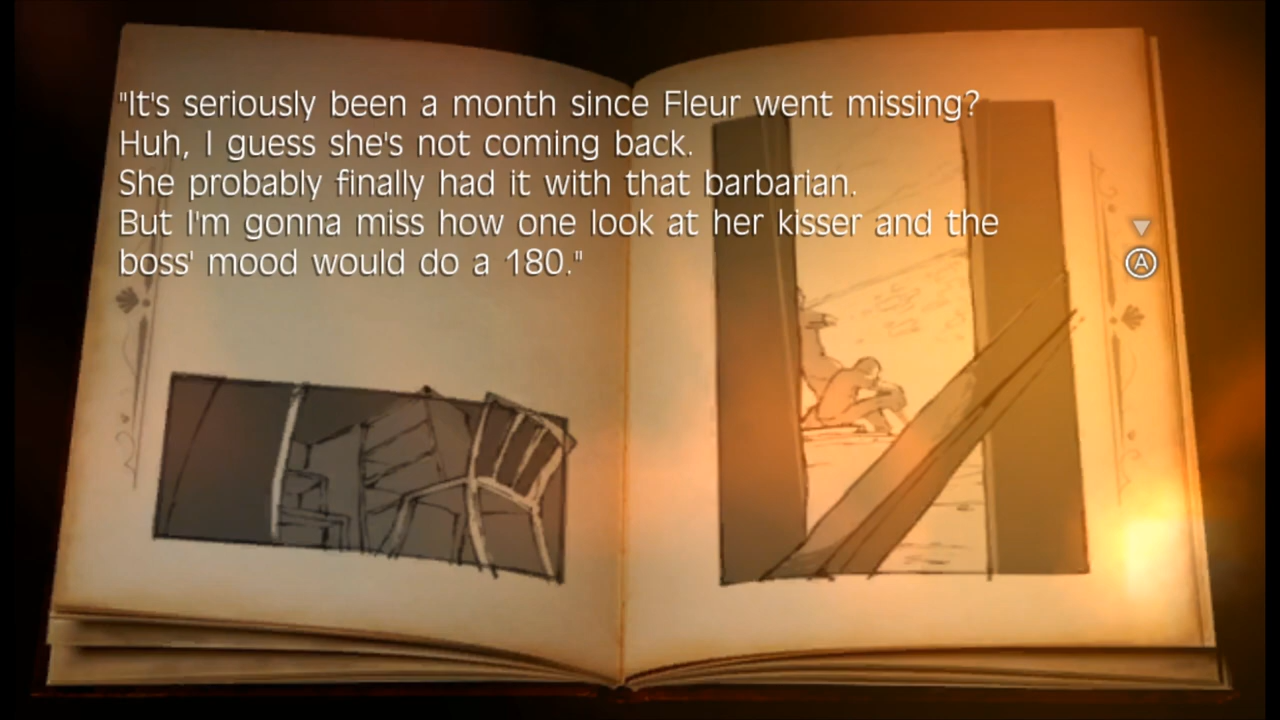 "It's seriously been a month since Fleur went missing?
Huh, I guess she's not coming back.
She probably finally had it with that barbarian.
But I'm gonna miss how one look at her kisser and the
boss' mood would do a 180."
A